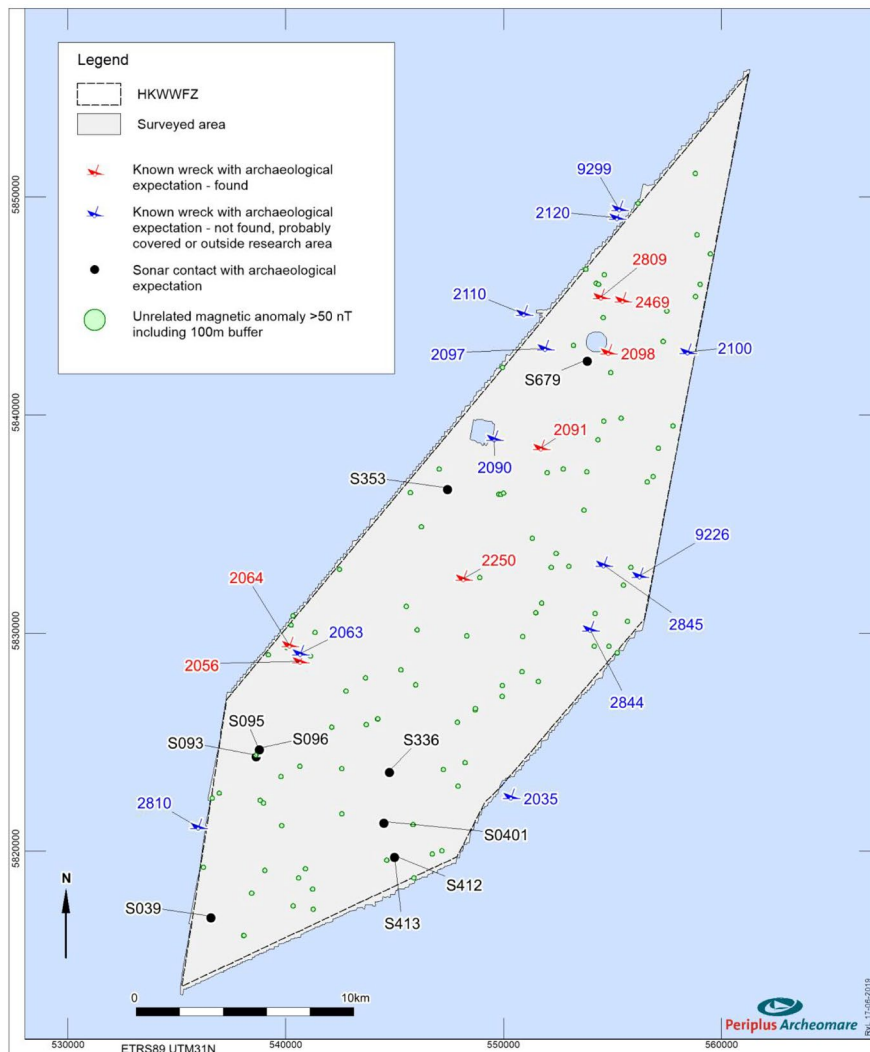 Legend
HKWWFZ
Surveyed area
Known wreck with archaeological
expectation - found
Known wreck with archaeological
expectation - not found, probably
covered or outside research area
Sonar contact with archaeological
expectation
Unrelated magnetic anomaly >50 nT
including 100m buffer
5850000
5840000
5830000
5820000
9299
2120
2809
2469
2110
2097
2098
2100
S679
2091
2090
S353
2250
9226
2064
2063
2845
2056
2844
S095
S096
S093
S336
2810
2035
S0401
S412
S039
S413
N
0 10km
Periplus Archeomare
RvL 17-06-2019
530000 540000 550000 560000
ETRS89 UTM31N